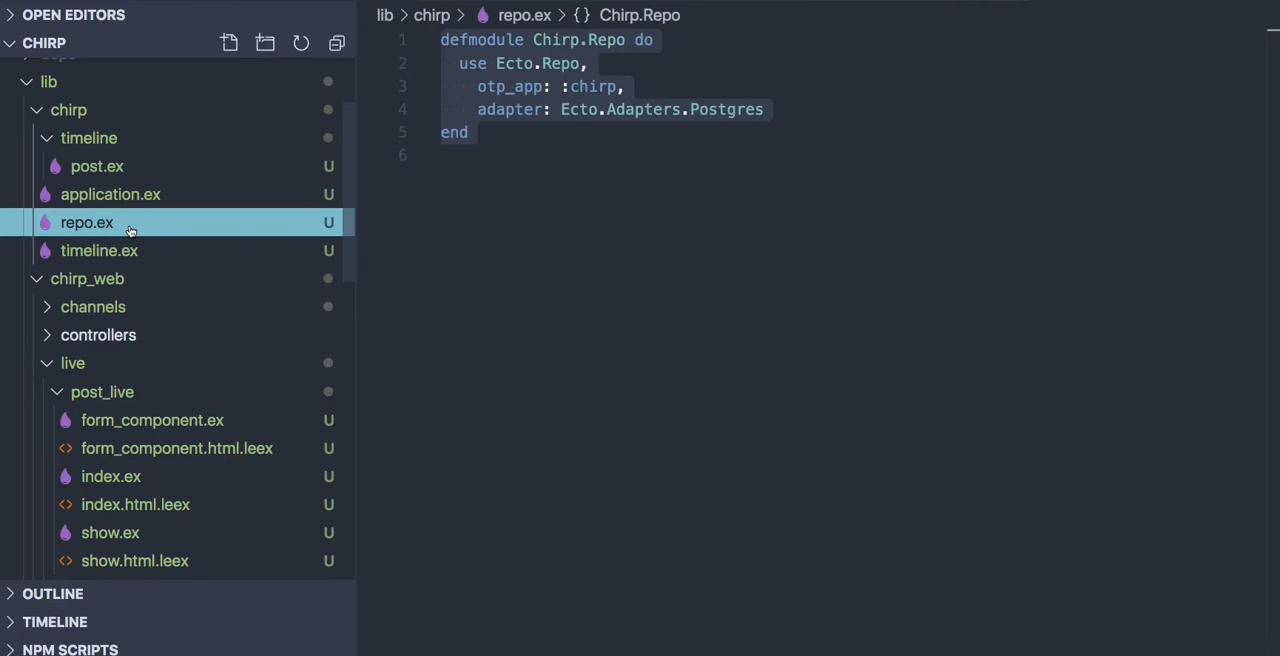 OPEN EDITORS
CHIRP
lib
chirp
timeline
post.ex U
application.ex U
repo.ex U
timeline.ex U
chirp_web
channels
controllers
live
post_live
form_component.ex U
form_component.html.leex U
index.ex U
index.html.leex U
show.ex U
show.html.leex U
OUTLINE
TIMELINE
NPM SCRIPTS
lib > chirp > repo.ex > {} Chirp.Repo
1 defmodule Chirp.Repo do
2 use Ecto.Repo,
3 otp_app: :chirp,
4 adapter: Ecto.Adapters.Postgres
5 end
6